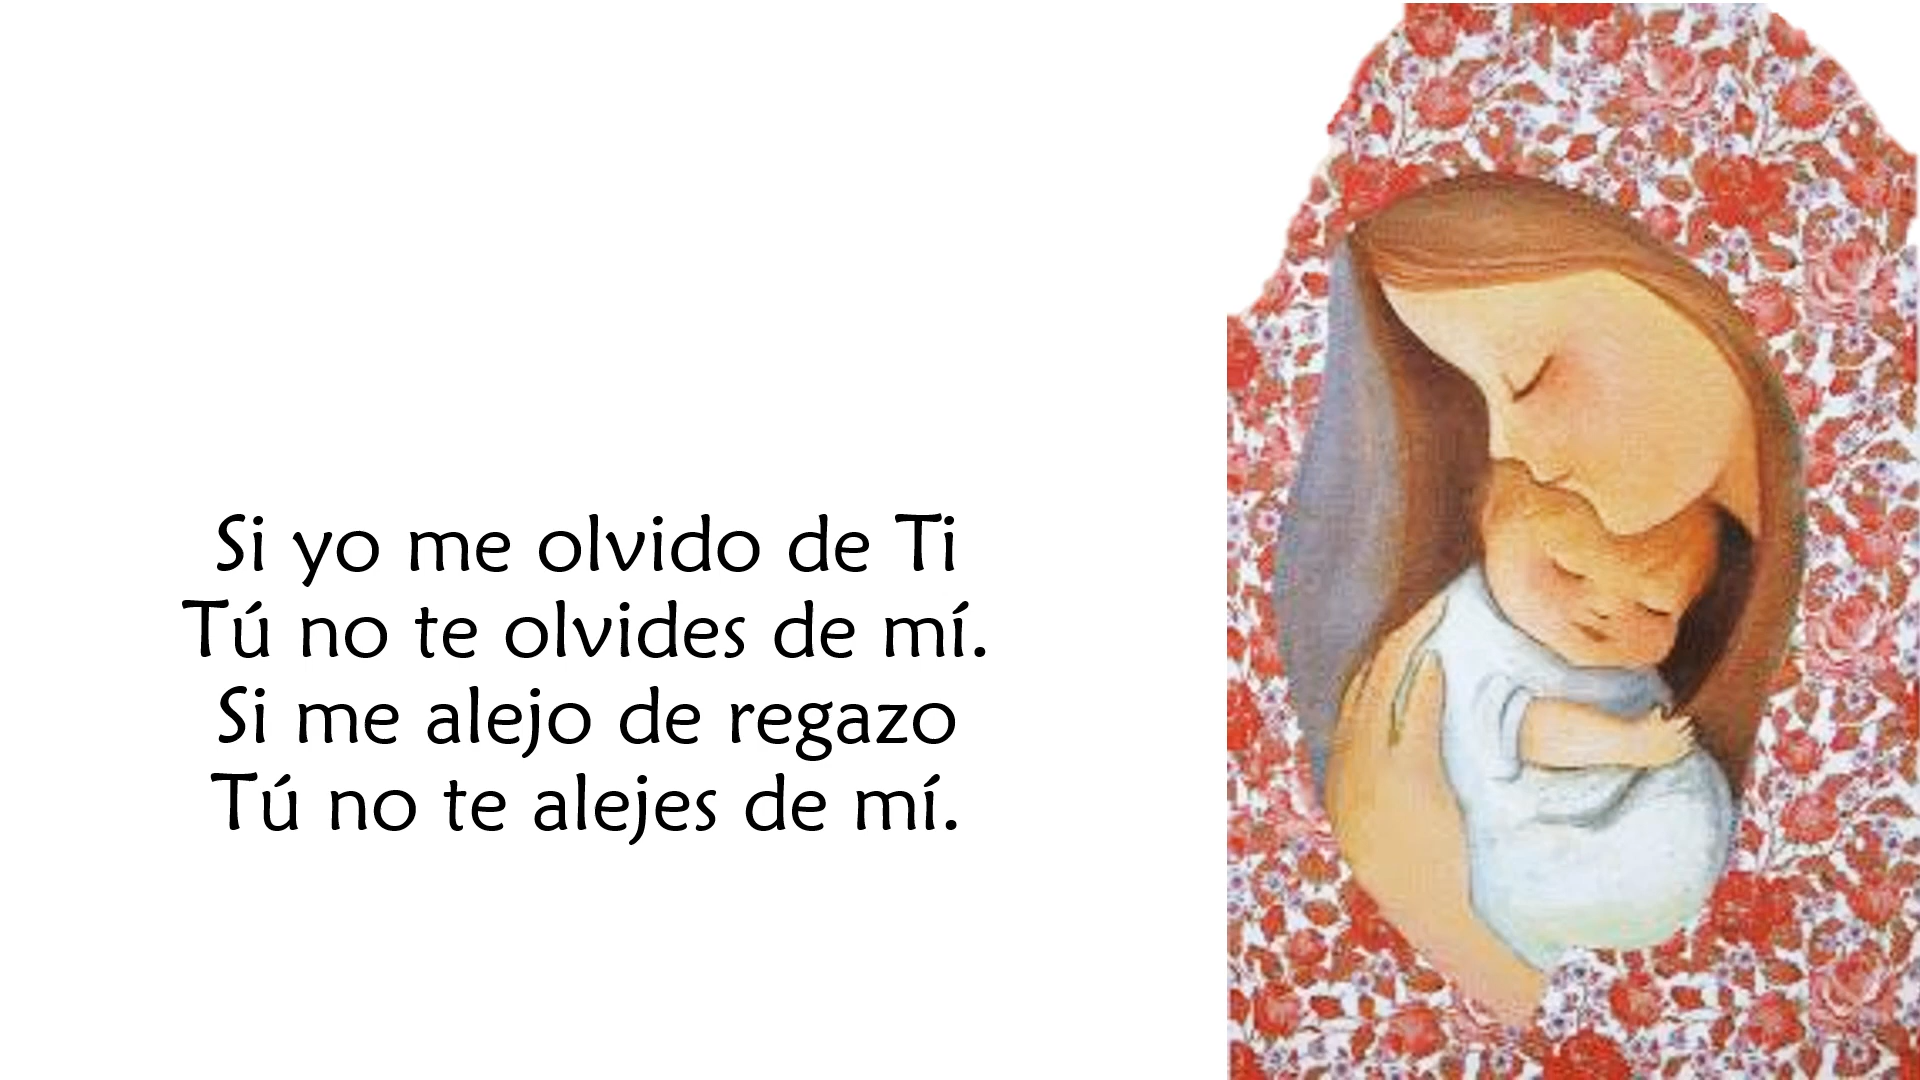 Si yo me olvido de Ti
Tú no te olvides de mí.
Si me alejo de regazo
Tú no te alejes de mí.